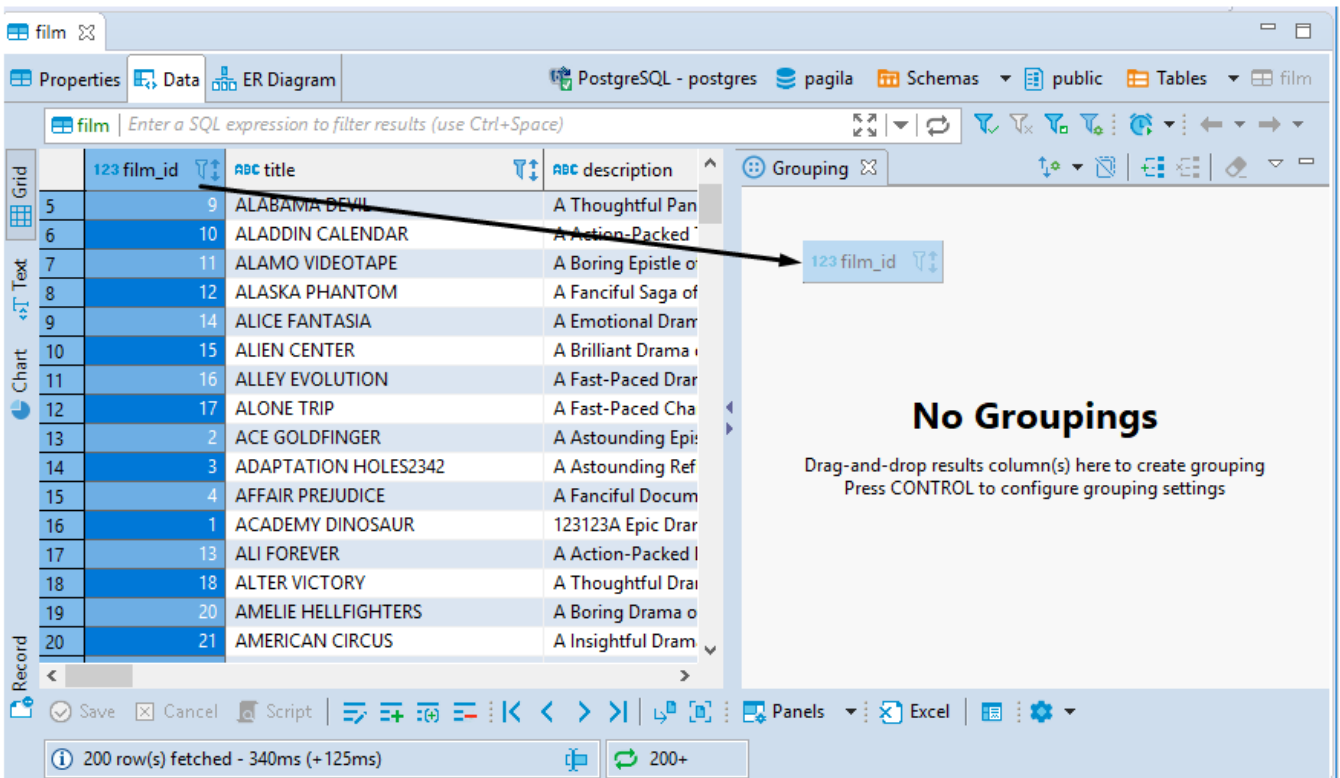 film
Properties Data ER Diagram PostgreSQL - postgres pagila Schemas public Tables film
film Enter a SQL expression to filter results (use Ctrl+Space)
123 film_id ABC title ABC description
Grouping
5 9 ALABAMA DEVIL A Thoughtful Pan
6 10 ALADDIN CALENDAR A Action-Packed
7 11 ALAMO VIDEOTAPE A Boring Epistle of
8 12 ALASKA PHANTOM A Fanciful Saga of
9 14 ALICE FANTASIA A Emotional Dram
10 15 ALIEN CENTER A Brilliant Drama
11 16 ALLEY EVOLUTION A Fast-Paced Drar
12 17 ALONE TRIP A Fast-Paced Cha
13 2 ACE GOLDFINGER A Astounding Epis
14 3 ADAPTATION HOLES2342 A Astounding Ref
15 4 AFFAIR PREJUDICE A Fanciful Docum
16 1 ACADEMY DINOSAUR 123123A Epic Drar
17 13 ALI FOREVER A Action-Packed
18 18 ALTER VICTORY A Thoughtful Drar
19 20 AMELIE HELLFIGHTERS A Boring Drama o
20 21 AMERICAN CIRCUS A Insightful Dram
123 film_id
No Groupings
Drag-and-drop results column(s) here to create grouping
Press CONTROL to configure grouping settings
Grid
Text
Chart
Record
Save Cancel Script Panels Excel
200 row(s) fetched - 340ms (+125ms) 200+